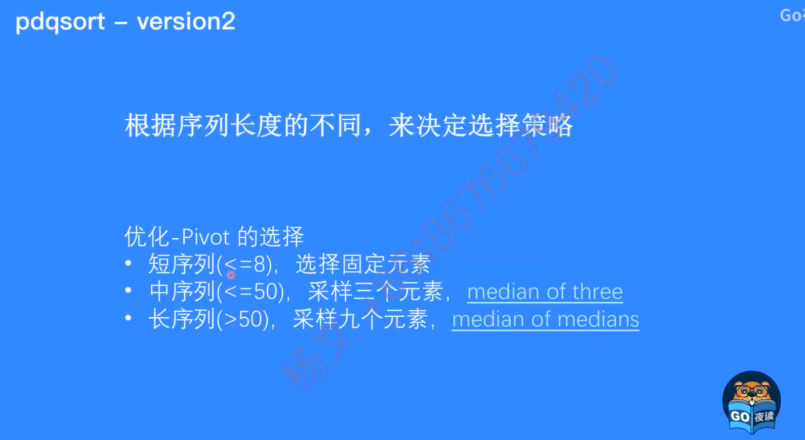 pdqsort – version2
Go
根据序列长度的不同，来决定选择策略
优化-Pivot 的选择
• 短序列(<=8)，选择固定元素
• 中序列(<=50)，采样三个元素，median of three
• 长序列(>50)，采样九个元素，median of medians
GO 夜读